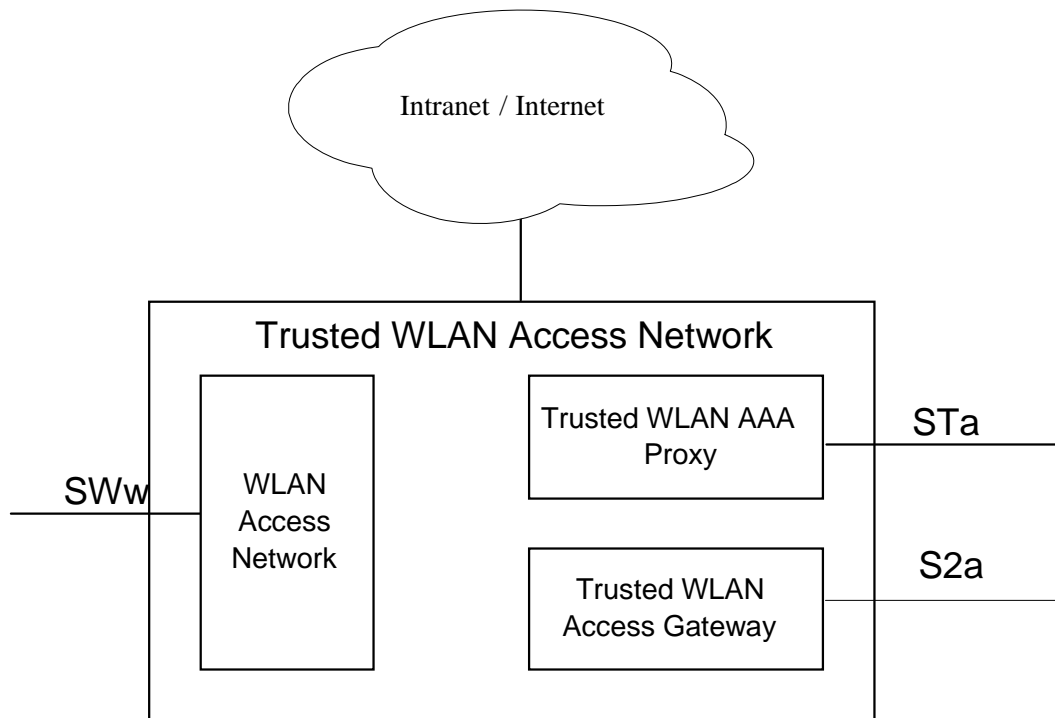 Intranet / Internet
Trusted WLAN Access Network
Trusted WLAN AAA
Proxy
STa
SWw
WLAN
Access
Network
S2a
Trusted WLAN
Access Gateway